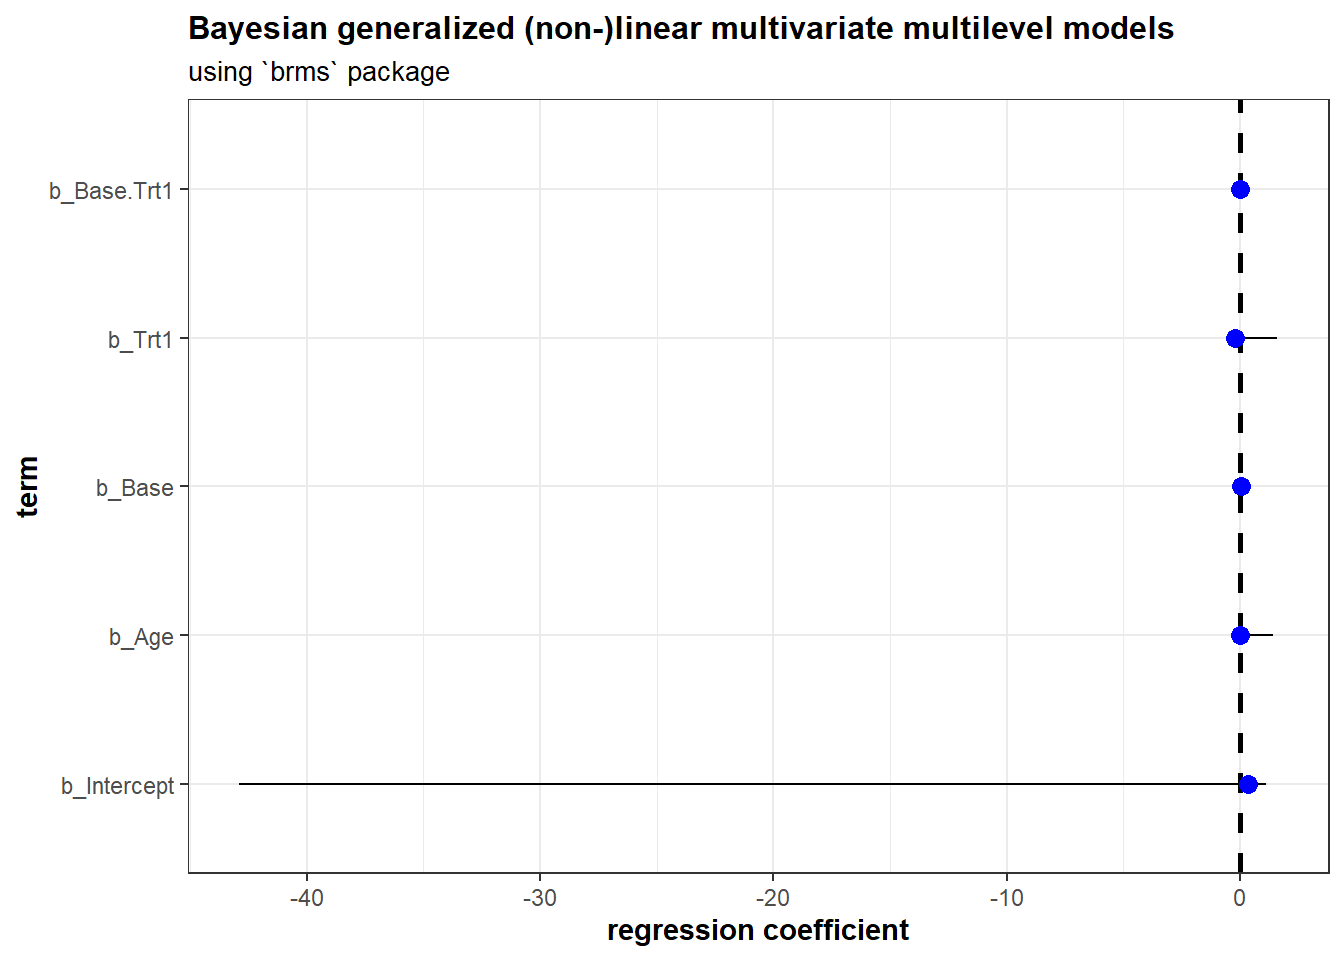 Bayesian generalized (non-)linear multivariate multilevel models
using `brms` package
b_Base.Trt1
b_Trt1
b_Base
b_Age
b_Intercept
term
-40 -30 -20 -10 0
regression coefficient